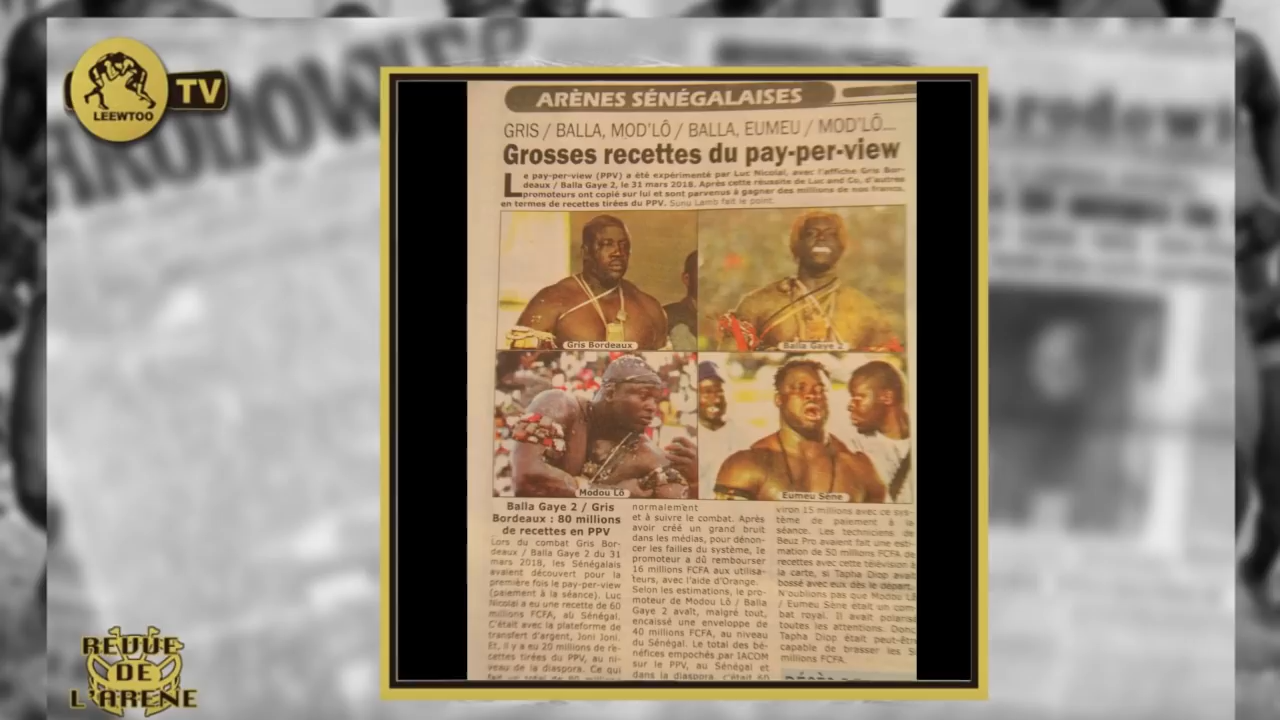 LEEWTOO
TV
ARÈNES SÉNÉGALAISES
GRIS / BALLA, MOD'LÔ / BALLA, EUMEU / MOD'LÔ...
Grosses recettes du pay-per-view
Le pay-per-view (PPV) a été expérimenté par Luc Nicolaï, avec l'affiche Gris Bor-
deaux / Balla Gaye 2, le 31 mars 2018. Après cette réussite de Luc and Co, d'autres
promoteurs ont copié sur lui et sont parvenus à gagner des millions de nos francs,
en termes de recettes tirées du PPV. Sunu Lamb fait le point.
Gris Bordeaux
Balla Gaye 2
Modou Lô
Eumeu Sène
Balla Gaye 2 / Gris
Bordeaux : 80 millions
de recettes en PPV
Lors du combat Gris Bor-
deaux / Balla Gaye 2 du 31
mars 2018, les Sénégalais
avaient découvert pour la
première fois le pay-per-view
(paiement à la séance). Luc
Nicolaï a eu une recette de 60
millions FCFA, au Sénégal.
C'était avec la plateforme de
transfert d'argent, Joni Joni.
Et, il y a eu 20 millions de re-
cettes tirées du PPV, au ni-
veau de la diaspora. Ce qui
fait un total de 80 millions
normalement
et à suivre le combat. Après
avoir créé un grand bruit
dans les médias, pour dénon-
cer les failles du système, le
promoteur a dû rembourser
16 millions FCFA aux utilisa-
teurs, avec l'aide d'Orange.
Selon les estimations, le pro-
moteur de Modou Lô / Balla
Gaye 2 avait, malgré tout,
encaissé une enveloppe de
40 millions FCFA, au niveau
du Sénégal. Le total des bé-
néfices empochés par IACOM
sur le PPV, au Sénégal et
dans la diaspora, c'était 60
viron 15 millions avec ce sys-
tème de paiement à la
séance. Les techniciens de
Beuz Pro avaient fait une esti-
mation de 50 millions FCFA de
recettes avec cette télévision à
la carte, si Tapha Diop avait
bossé avec eux dès le départ.
N'oublions pas que Modou Lô
/ Eumeu Sène était un com-
bat royal. Il avait polarisé
toutes les attentions. Donc
Tapha Diop était peut-être
capable de brasser les
millions FCFA.
REVUE
DE
L'ARENE